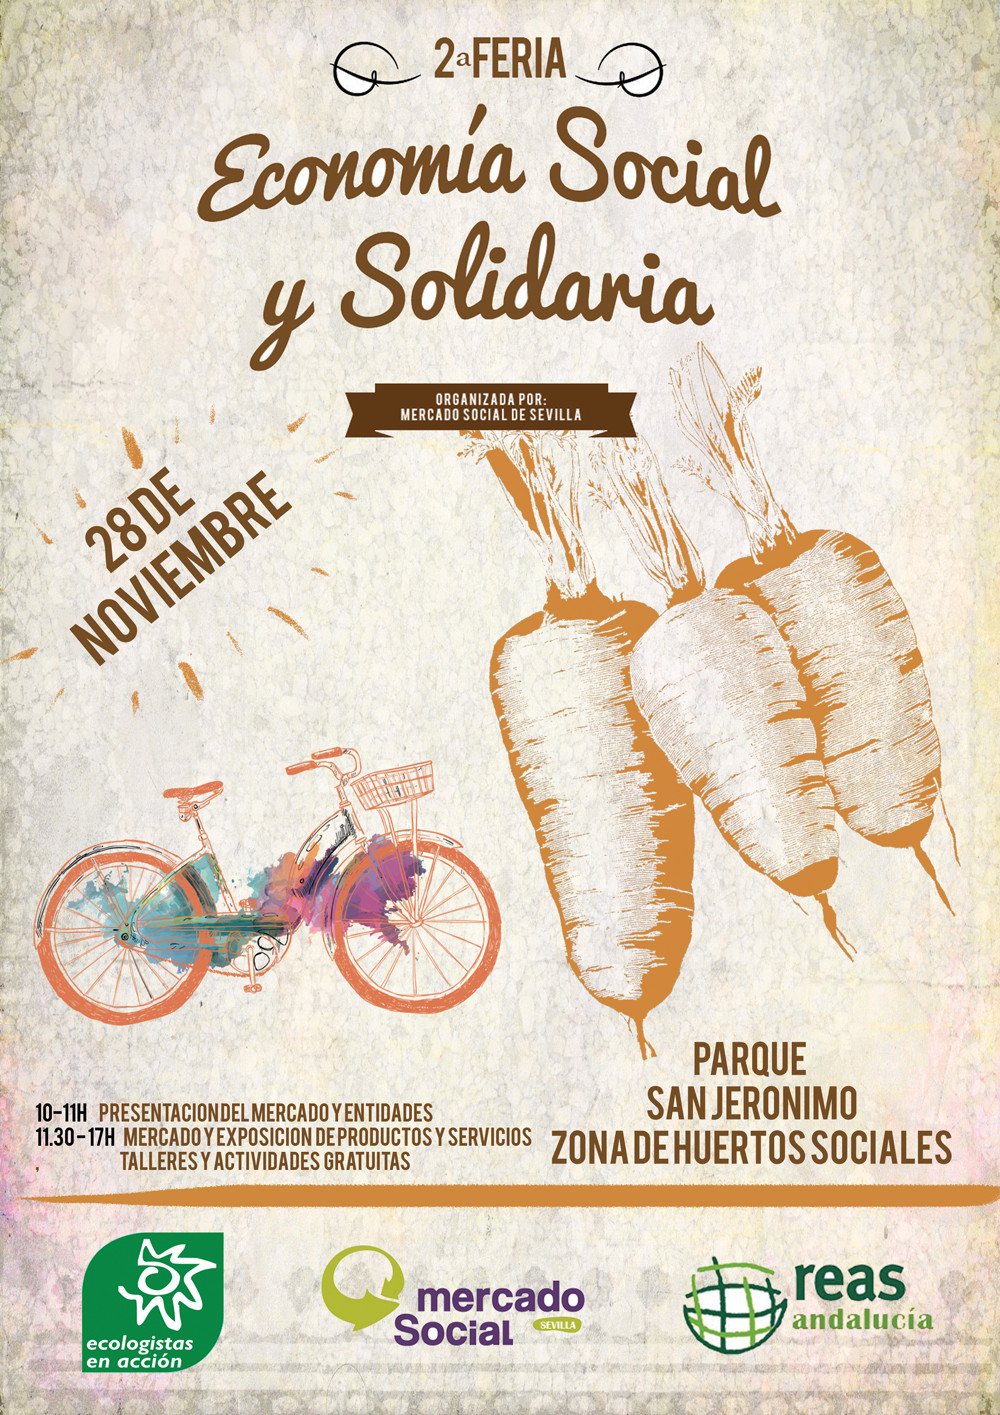 2ª FERIA
Economía Social
y Solidaria
ORGANIZADA POR:
MERCADO SOCIAL DE SEVILLA
28 DE
NOVIEMBRE
PARQUE
SAN JERONIMO
ZONA DE HUERTOS SOCIALES
10-11H PRESENTACION DEL MERCADO Y ENTIDADES
11.30-17H MERCADO Y EXPOSICION DE PRODUCTOS Y SERVICIOS
TALLERES Y ACTIVIDADES GRATUITAS
ecologistas
en acción
mercado
Social
SEVILLA
reas
andalucía